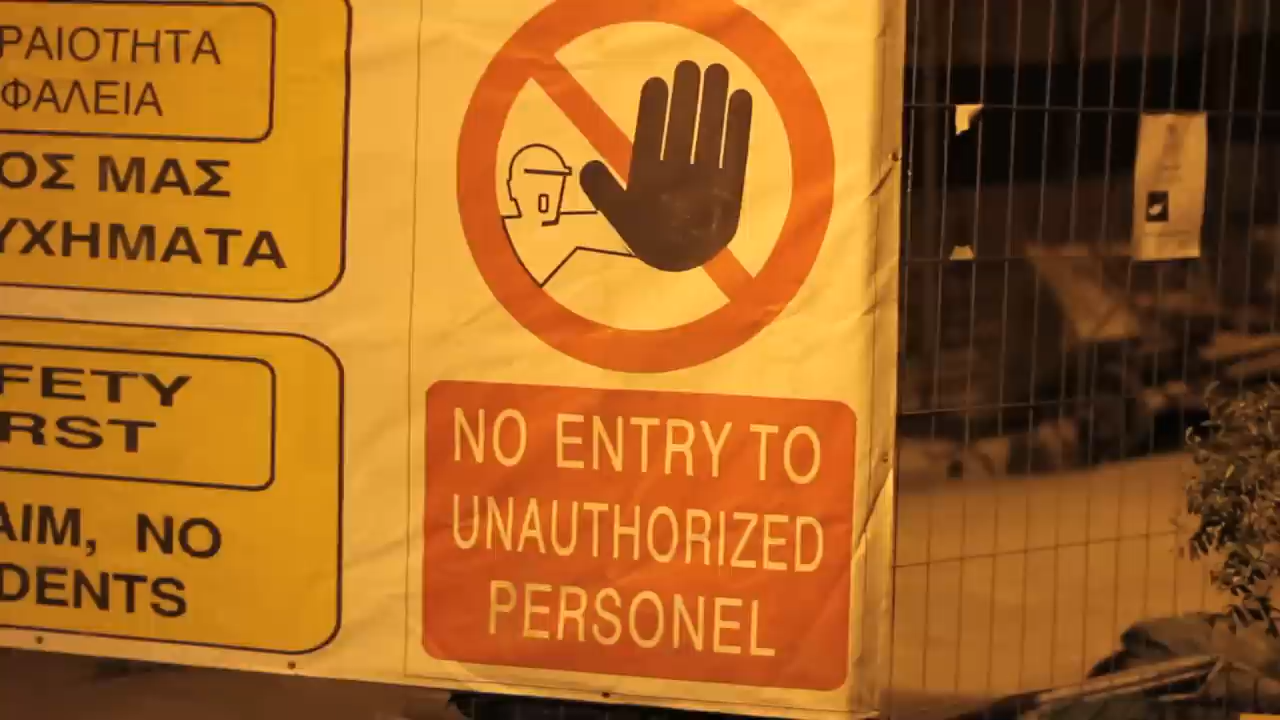 ΡΑΙΟΤΗΤΑ
ΦΑΛΕΙΑ
ΟΣ ΜΑΣ
ΥΧΗΜΑΤΑ
FETY
RST
AIM, NO
DENTS
NO ENTRY TO
UNAUTHORIZED
PERSONEL